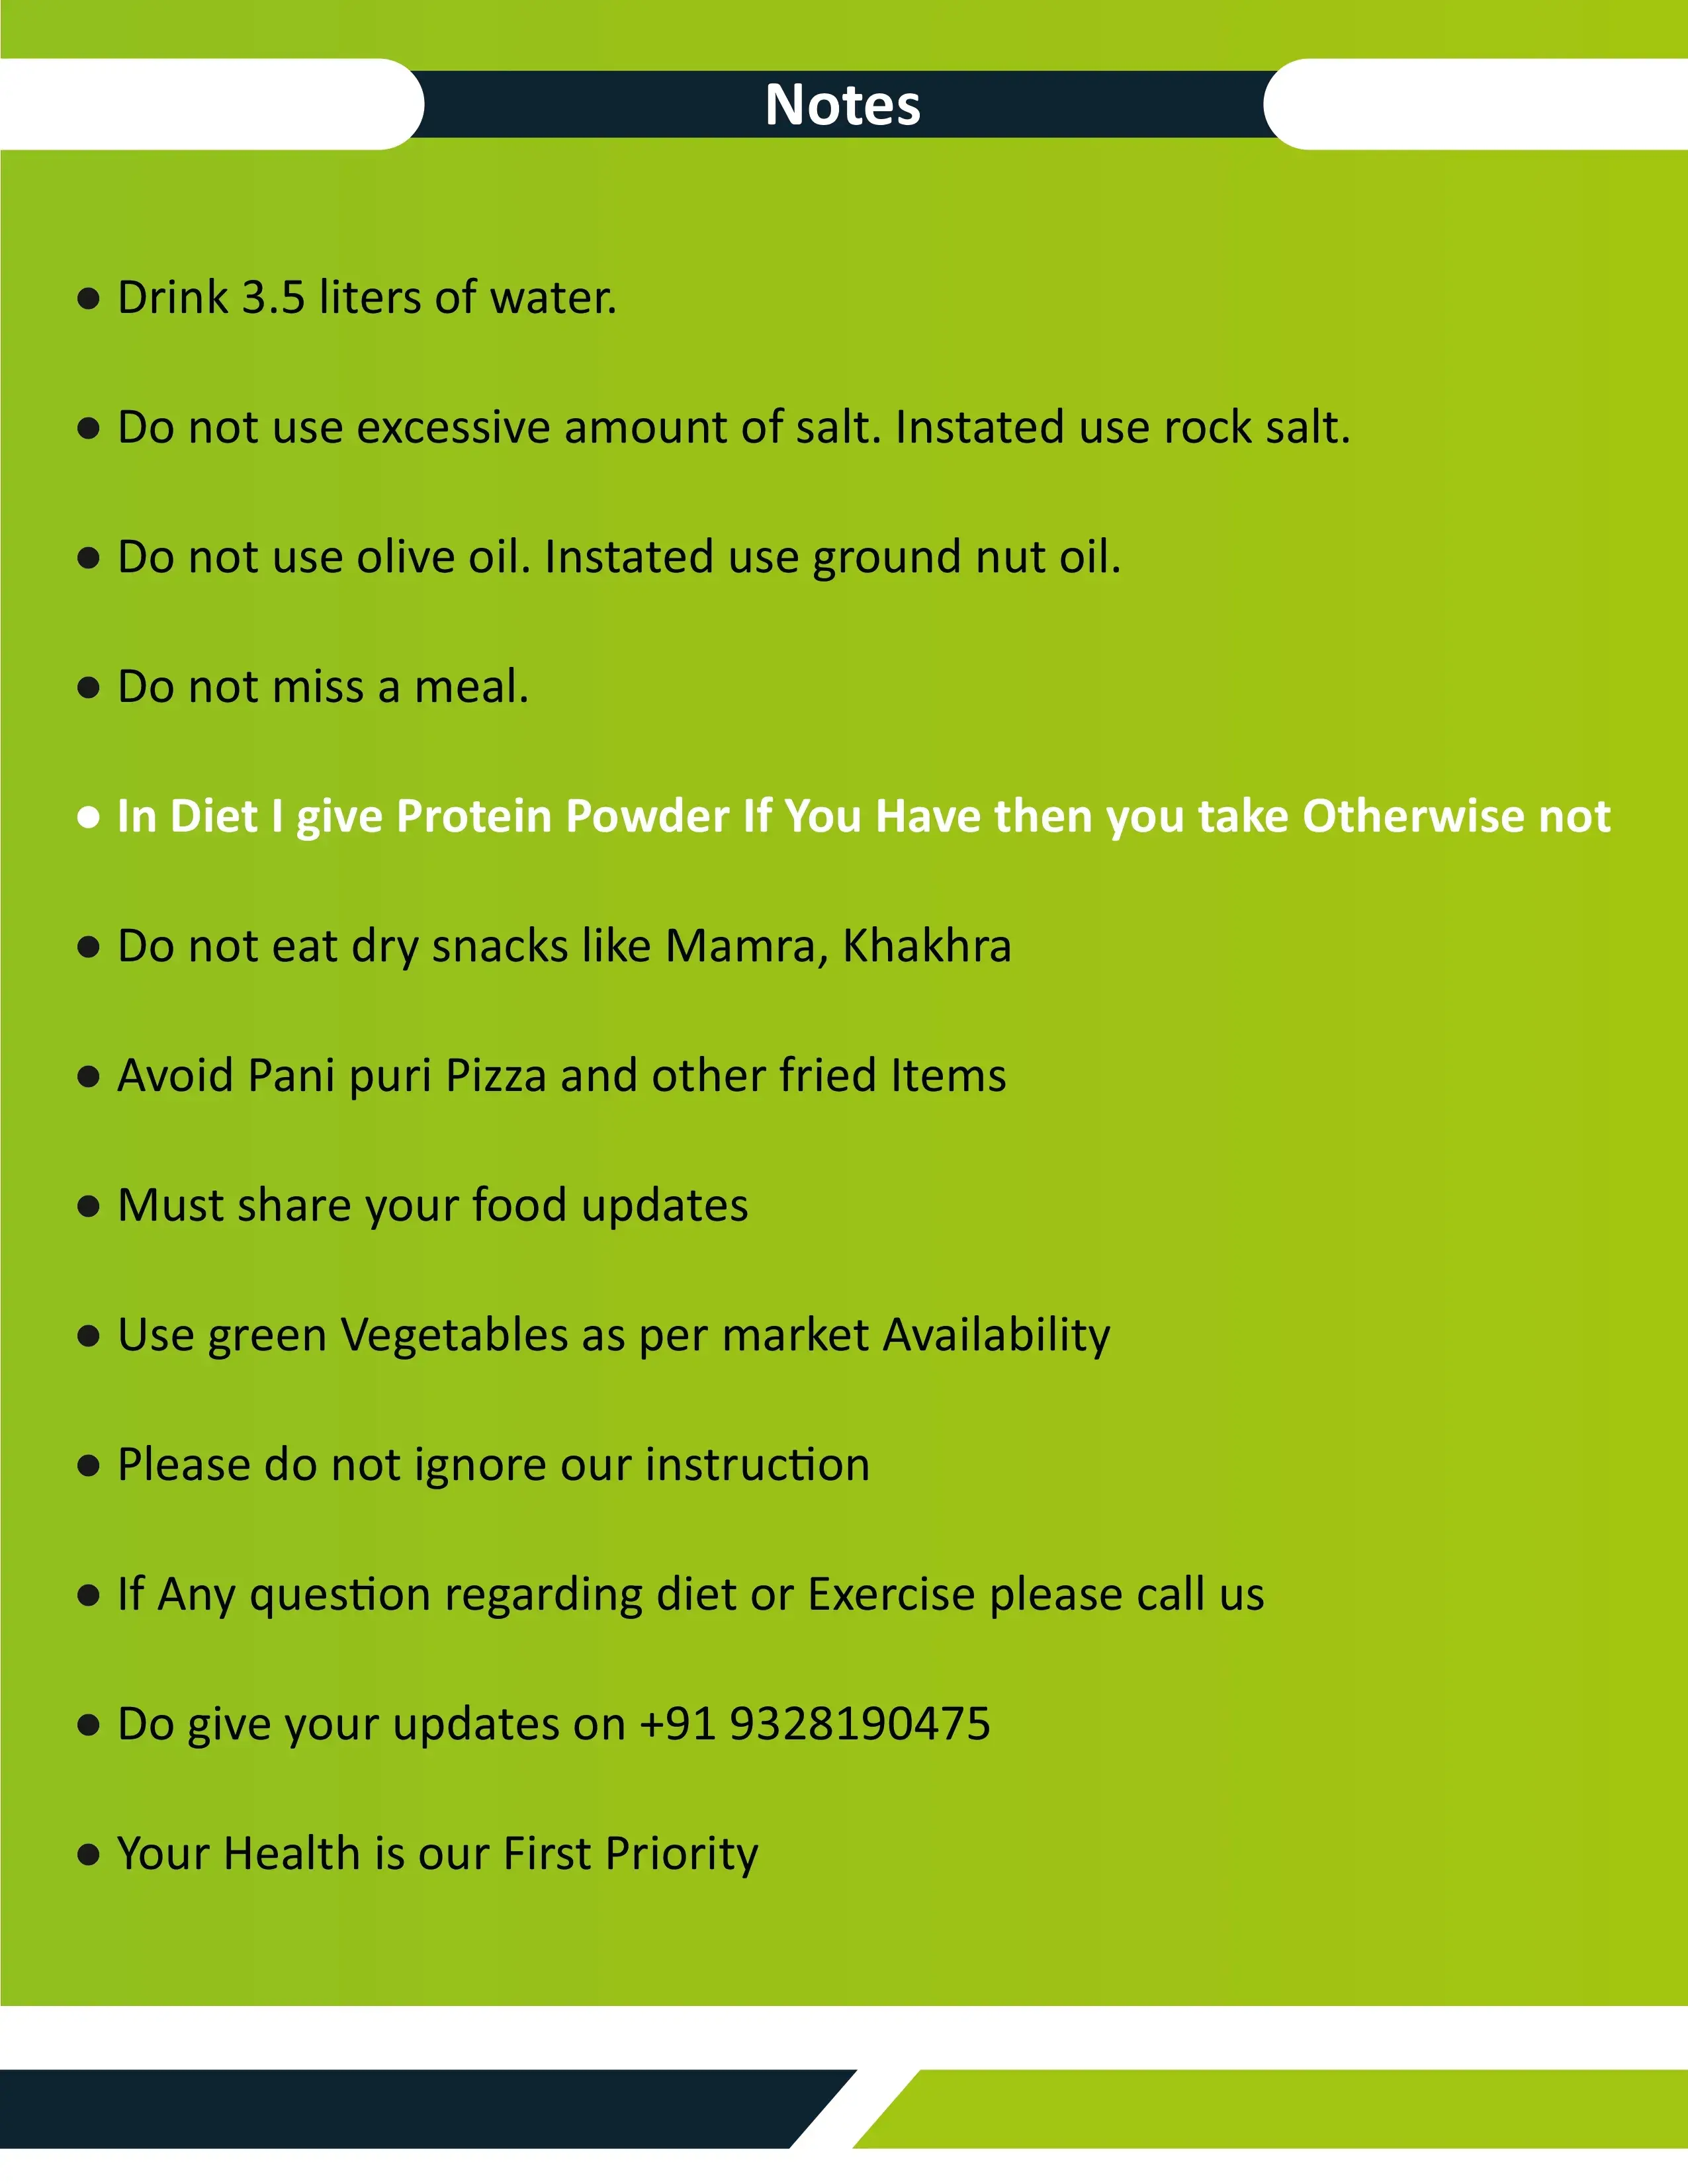 Notes
● Drink 3.5 liters of water.
● Do not use excessive amount of salt. Instated use rock salt.
● Do not use olive oil. Instated use ground nut oil.
● Do not miss a meal.
● In Diet I give Protein Powder If You Have then you take Otherwise not
● Do not eat dry snacks like Mamra, Khakhra
● Avoid Pani puri Pizza and other fried Items
● Must share your food updates
● Use green Vegetables as per market Availability
● Please do not ignore our instruction
● If Any question regarding diet or Exercise please call us
● Do give your updates on +91 9328190475
● Your Health is our First Priority